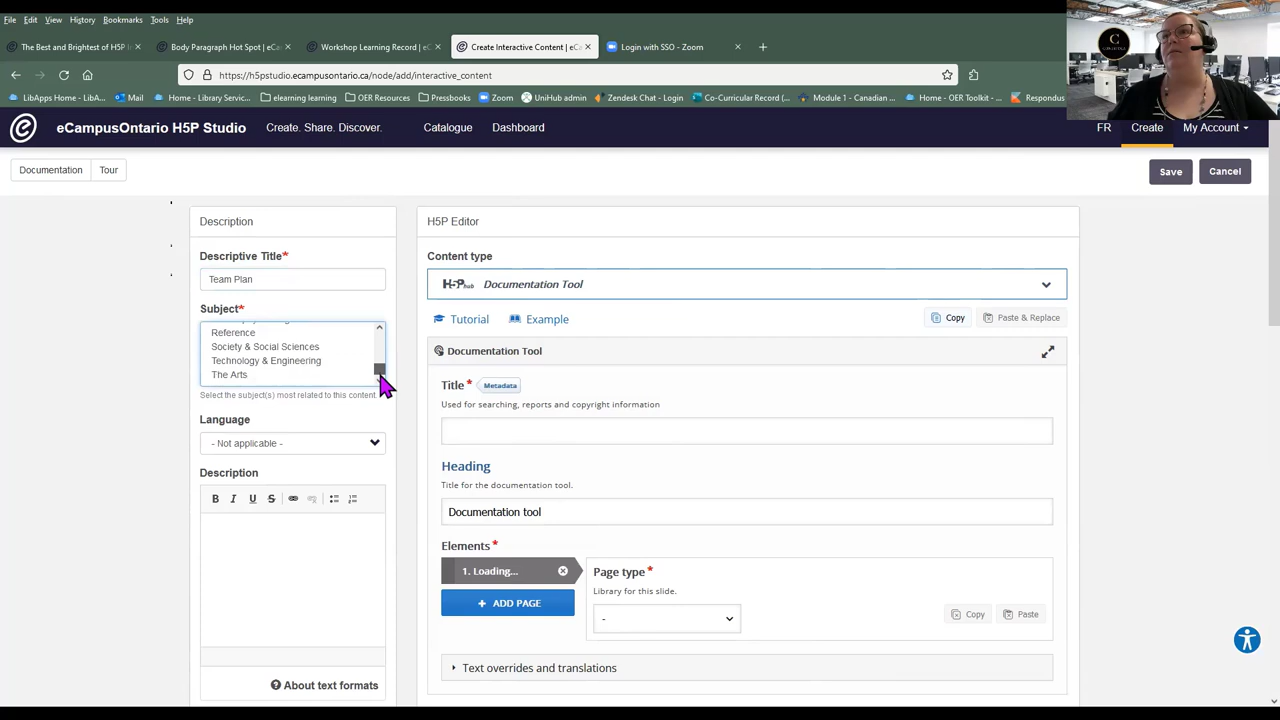 File Edit View History Bookmarks Tools Help
The Best and Brightest of H5P I Body Paragraph Hot Spot | eCa Workshop Learning Record | eC Create Interactive Content | eCa Login with SSO - Zoom
https://h5pstudio.ecampusontario.ca/node/add/interactive_content
LibApps Home - LibA... Mail Home - Library Servic... elearning learning OER Resources Pressbooks Zoom UniHub admin Zendesk Chat - Login Co-Curricular Record (... Module 1 - Canadian ... Home - OER Toolkit - ... Respondus
eCampusOntario H5P Studio Create. Share. Discover. Catalogue Dashboard FR Create My Account
Documentation Tour Save Cancel
Description
Descriptive Title*
Team Plan
Subject*
Reference
Society & Social Sciences
Technology & Engineering
The Arts
Select the subject(s) most related to this content.
Language
- Not applicable -
Description
B I U S
About text formats
H5P Editor
Content type
H5P hub Documentation Tool
Tutorial Example Copy Paste & Replace
Documentation Tool
Title * Metadata
Used for searching, reports and copyright information
Heading
Title for the documentation tool.
Documentation tool
Elements *
1. Loading...
+ ADD PAGE
Page type *
Library for this slide.
-
Copy Paste
Text overrides and translations